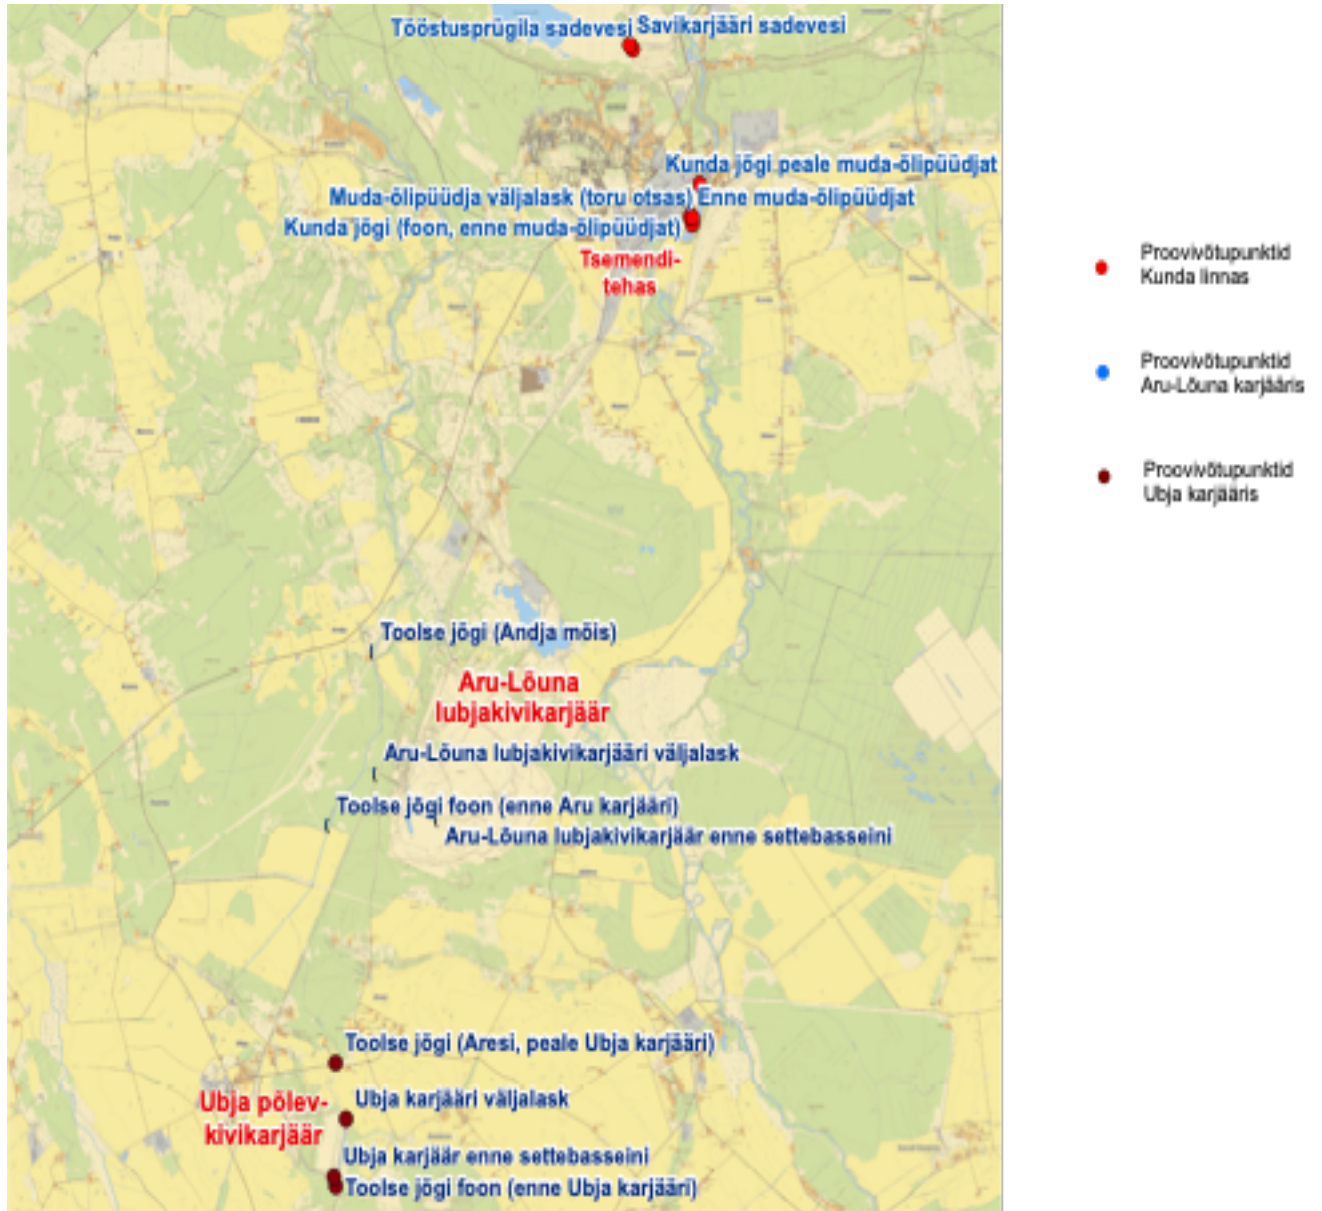 Tööstusprügila sadevesi Savikarjääri sadevesi
Kunda jõgi peale muda-õlipüüdjat
Muda-õlipüüdja väljalask (toru otsas) Enne muda-õlipüüdjat
Kunda jõgi (foon, enne muda-õlipüüdjat)
Tsemendi-
tehas
Proovivõtupunktid
Kunda linnas
Proovivõtupunktid
Aru-Lõuna karjääris
Proovivõtupunktid
Ubja karjääris
Toolse jõgi (Andja mõis)
Aru-Lõuna
lubjakivikarjäär
Aru-Lõuna lubjakivikarjääri väljalask
Toolse jõgi foon (enne Aru karjääri)
Aru-Lõuna lubjakivikarjäär enne settebasseini
Toolse jõgi (Aresi, peale Ubja karjääri)
Ubja põlev-
kivikarjäär
Ubja karjääri väljalask
Ubja karjäär enne settebasseini
Toolse jõgi foon (enne Ubja karjääri)